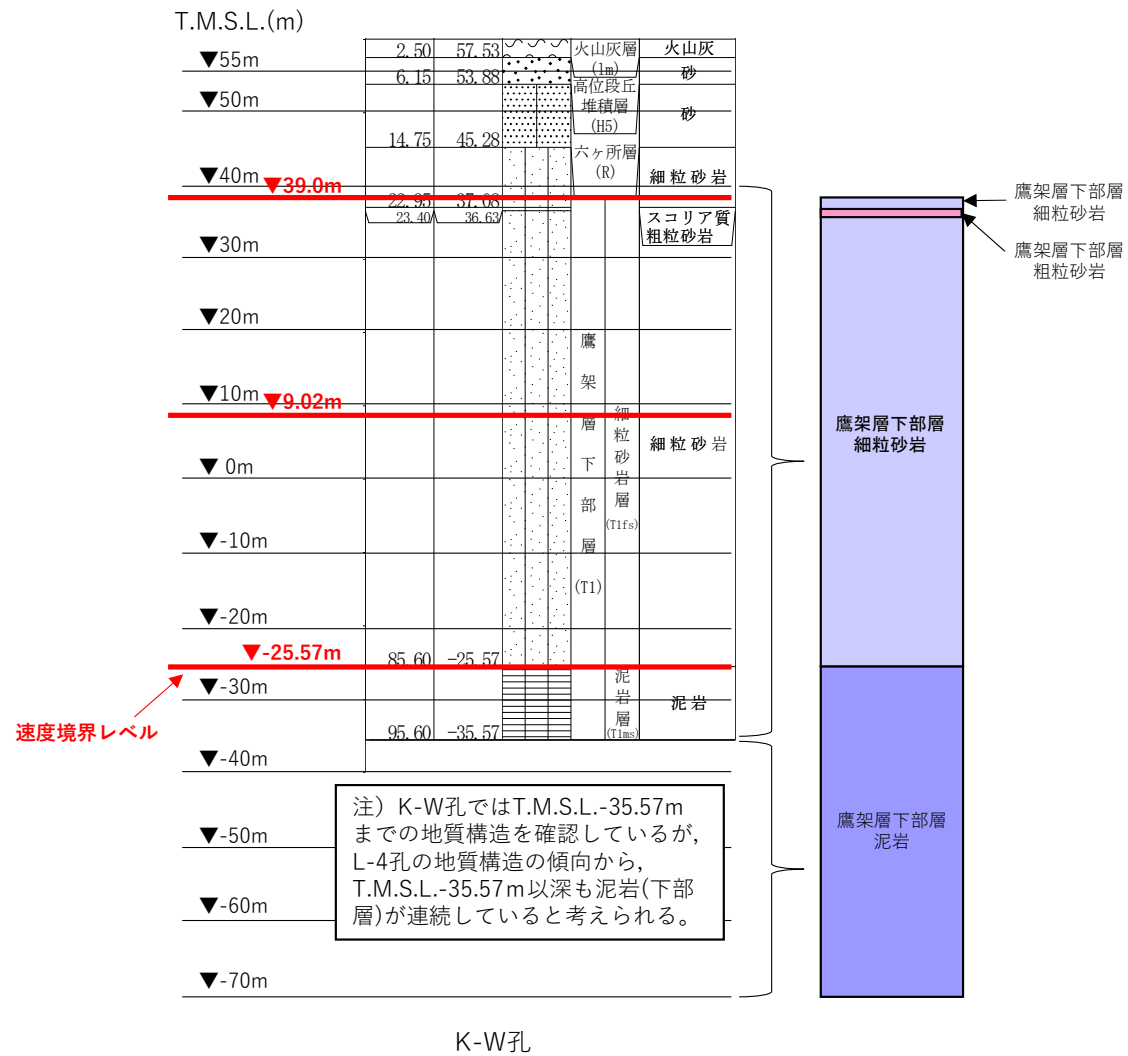 T.M.S.L.(m)
▼55m
▼50m
▼40m
▼39.0m
▼30m
▼20m
▼10m
▼9.02m
▼ 0m
▼-10m
▼-20m
▼-25.57m
▼-30m
速度境界レベル
▼-40m
▼-50m
▼-60m
▼-70m
2.50 57.53
6.15 53.88
14.75 45.28
22.95 37.08
23.40 36.63
85.60 -25.57
95.60 -35.57
火山灰層
(lm)
高位段丘
堆積層
(H5)
六ヶ所層
(R)
鷹架層下部層
(T1)
細粒砂岩層
(T1fs)
泥岩層
(T1ms)
火山灰
砂
砂
細粒砂岩
スコリア質
粗粒砂岩
細粒砂岩
泥岩
注）K-W孔ではT.M.S.L.-35.57m
までの地質構造を確認しているが,
L-4孔の地質構造の傾向から,
T.M.S.L.-35.57m以深も泥岩(下部
層)が連続していると考えられる。
鷹架層下部層
細粒砂岩
鷹架層下部層
粗粒砂岩
鷹架層下部層
細粒砂岩
鷹架層下部層
泥岩
K-W孔